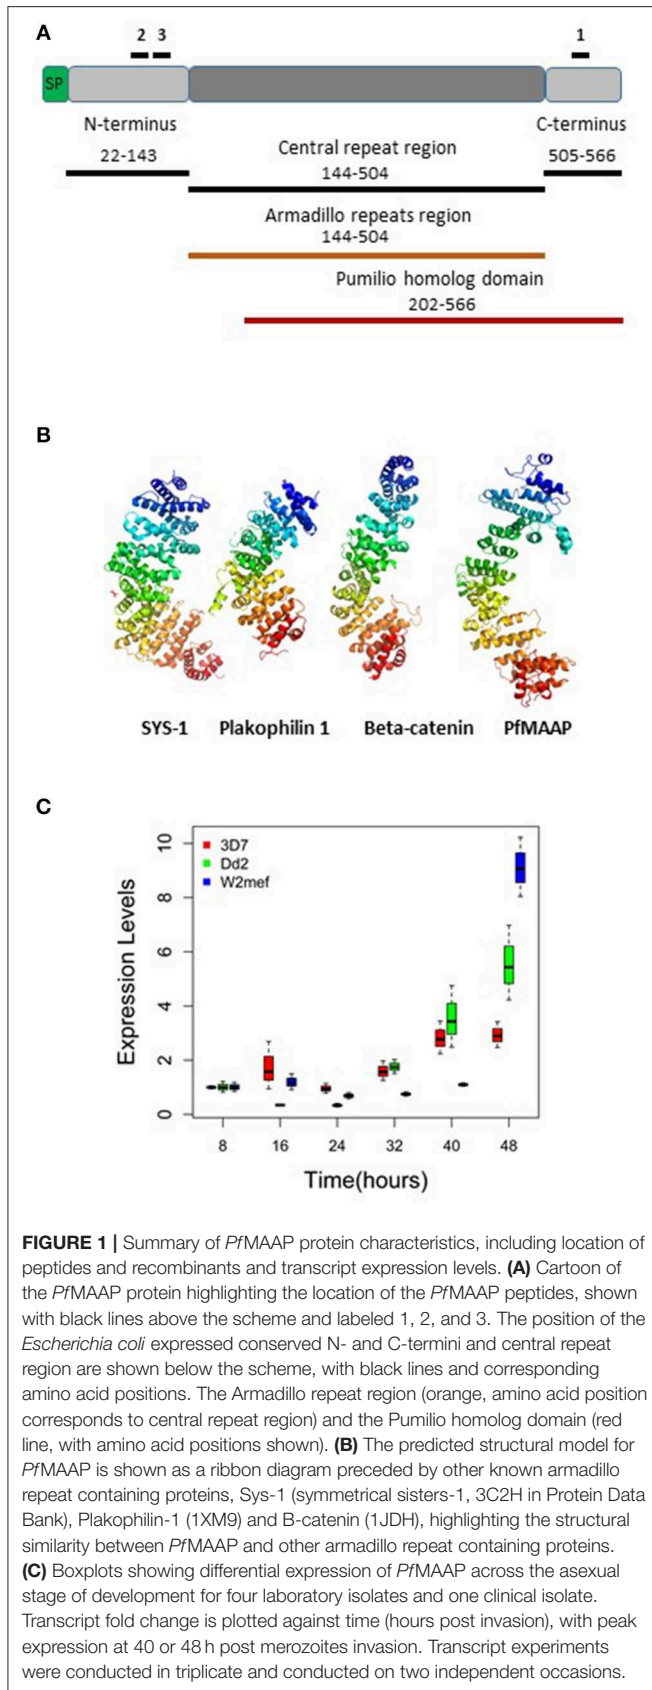 A
2 3 1
SP
N-terminus C-terminus
22-143 Central repeat region 505-566
144-504
Armadillo repeats region
144-504
Pumilio homolog domain
202-566
B
SYS-1 Plakophilin 1 Beta-catenin PfMAAP
C
3D7
Dd2
W2mef
Expression Levels
10
8
6
4
2
0
8 16 24 32 40 48
Time(hours)
FIGURE 1 | Summary of PfMAAP protein characteristics, including location of
peptides and recombinants and transcript expression levels. (A) Cartoon of
the PfMAAP protein highlighting the location of the PfMAAP peptides, shown
with black lines above the scheme and labeled 1, 2, and 3. The position of the
Escherichia coli expressed conserved N- and C-termini and central repeat
region are shown below the scheme, with black lines and corresponding
amino acid positions. The Armadillo repeat region (orange, amino acid position
corresponds to central repeat region) and the Pumilio homolog domain (red
line, with amino acid positions shown). (B) The predicted structural model for
PfMAAP is shown as a ribbon diagram preceded by other known armadillo
repeat containing proteins, Sys-1 (symmetrical sisters-1, 3C2H in Protein Data
Bank), Plakophilin-1 (1XM9) and B-catenin (1JDH), highlighting the structural
similarity between PfMAAP and other armadillo repeat containing proteins.
(C) Boxplots showing differential expression of PfMAAP across the asexual
stage of development for four laboratory isolates and one clinical isolate.
Transcript fold change is plotted against time (hours post invasion), with peak
expression at 40 or 48 h post merozoites invasion. Transcript experiments
were conducted in triplicate and conducted on two independent occasions.